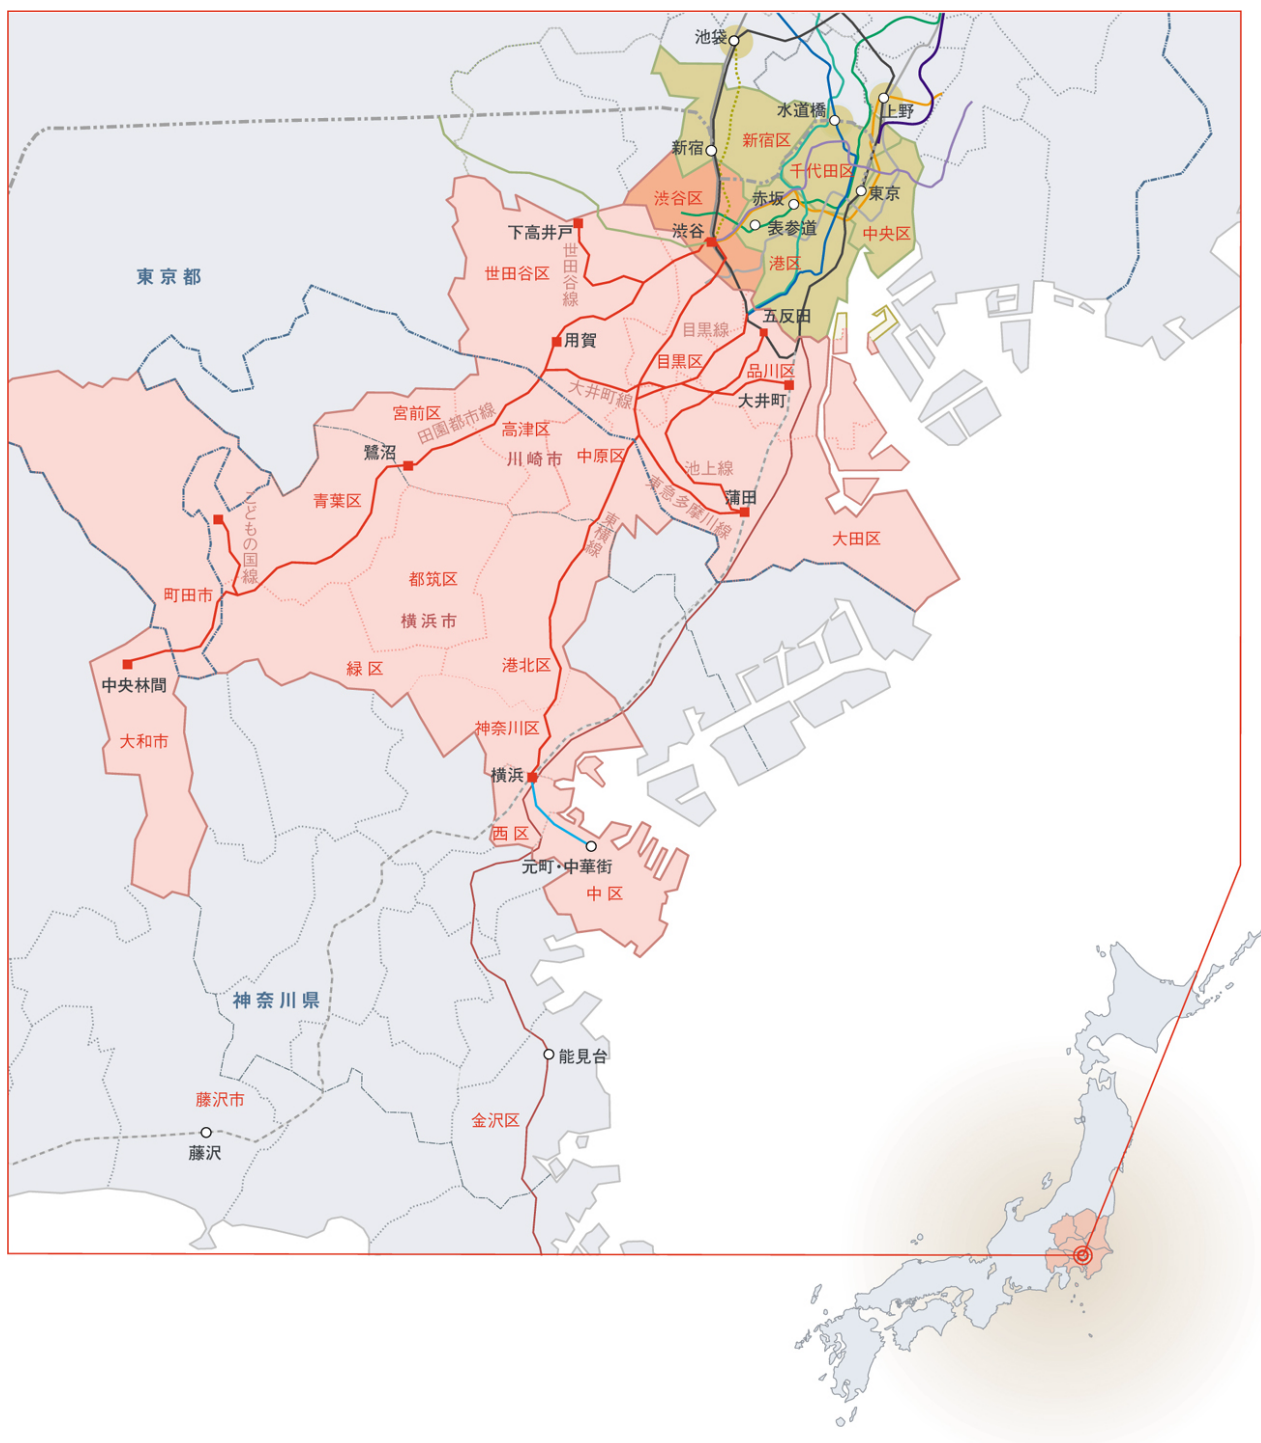 池袋
水道橋
上野
新宿
新宿区
千代田区
渋谷区
赤坂
東京
渋谷
表参道
中央区
下高井戸
世田谷線
世田谷区
港区
東京都
五反田
目黒線
用賀
目黒区
品川区
大井町線
大井町
宮前区
田園都市線
高津区
鷺沼
川崎市
中原区
池上線
青葉区
こどもの国線
東急多摩川線
蒲田
東横線
大田区
都筑区
町田市
横浜市
緑区
港北区
中央林間
神奈川区
大和市
横浜
西区
元町・中華街
中区
神奈川県
能見台
藤沢市
金沢区
藤沢